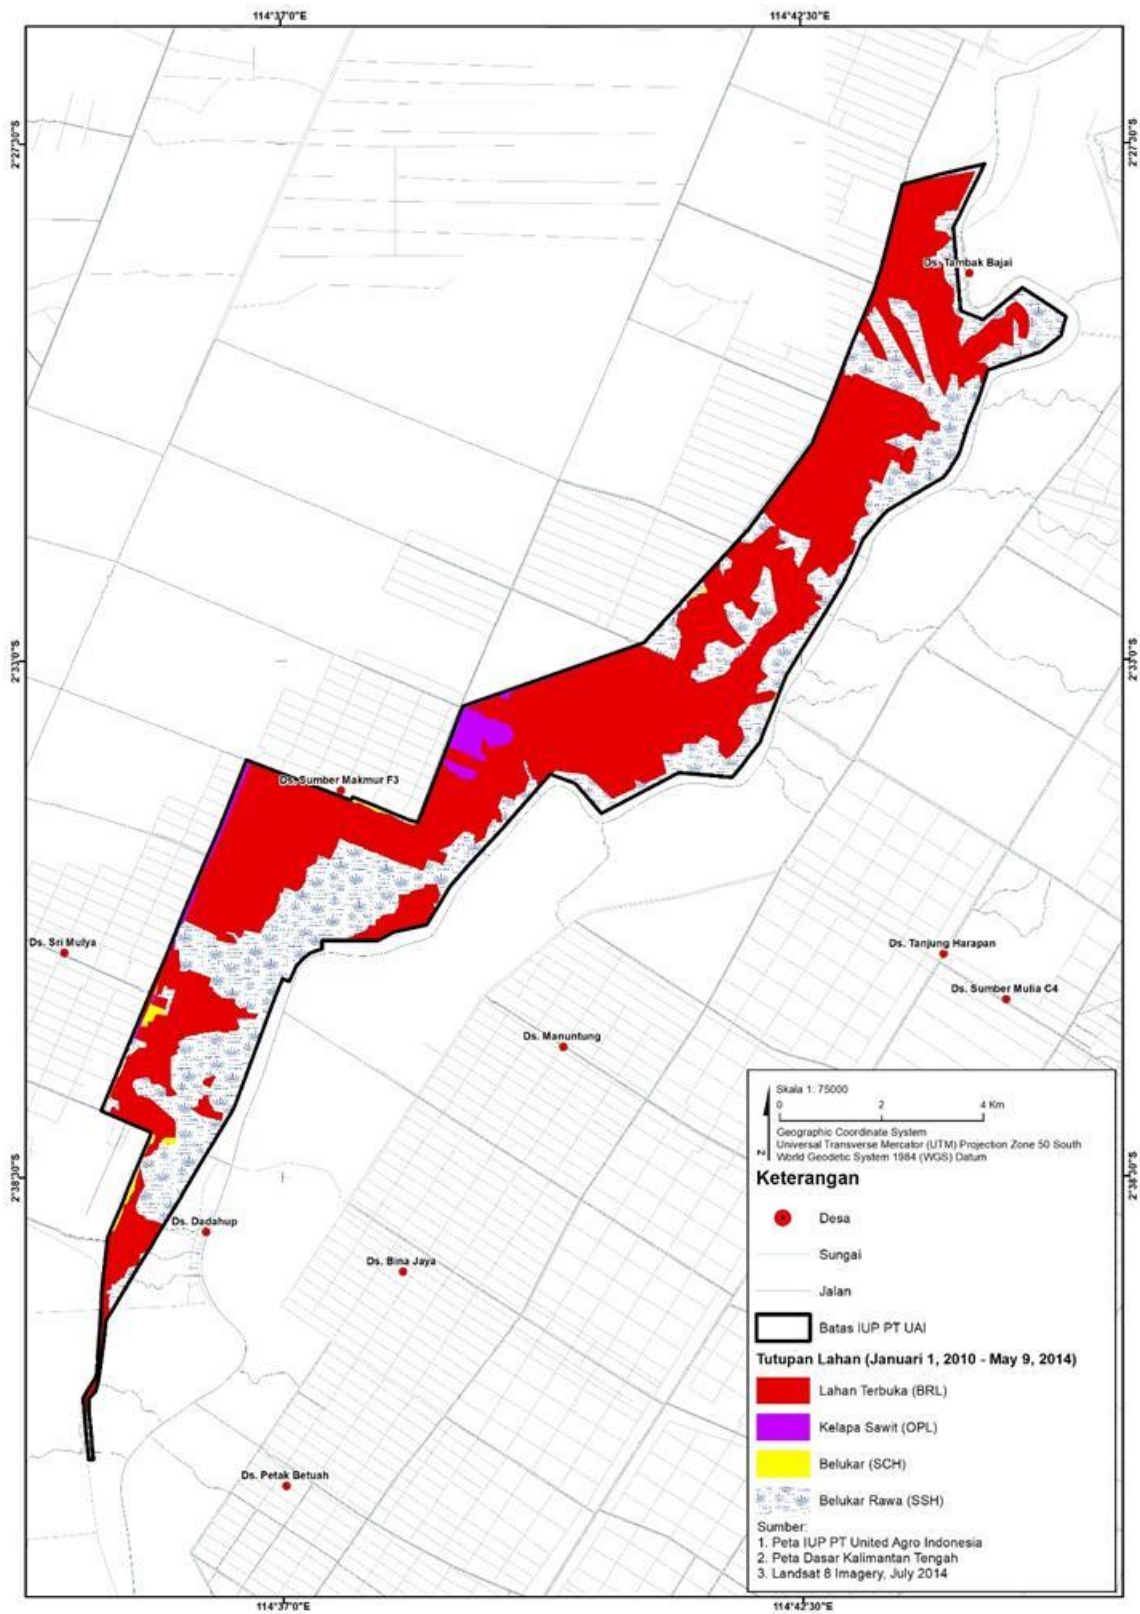 114°37'0"E
114°42'30"E
2°27'30"S
2°27'30"S
Ds. Tambak Bajai
2°33'0"S
2°33'0"S
Ds. Sumber Makmur F3
Ds. Sri Mulya
Ds. Tanjung Harapan
Ds. Sumber Mulia C4
Ds. Manuntung
2°38'30"S
2°38'30"S
Ds. Dadahup
Ds. Bina Jaya
Ds. Petak Betuah
Skala 1: 75000
0 2 4 Km
Z
Geographic Coordinate System
Universal Transverse Mercator (UTM) Projection Zone 50 South
World Geodetic System 1984 (WGS) Datum
Keterangan
Desa
Sungai
Jalan
Batas IUP PT UAI
Tutupan Lahan (Januari 1, 2010 - May 9, 2014)
Lahan Terbuka (BRL)
Kelapa Sawit (OPL)
Belukar (SCH)
Belukar Rawa (SSH)
Sumber:
1. Peta IUP PT United Agro Indonesia
2. Peta Dasar Kalimantan Tengah
3. Landsat 8 Imagery, July 2014
114°37'0"E
114°42'30"E